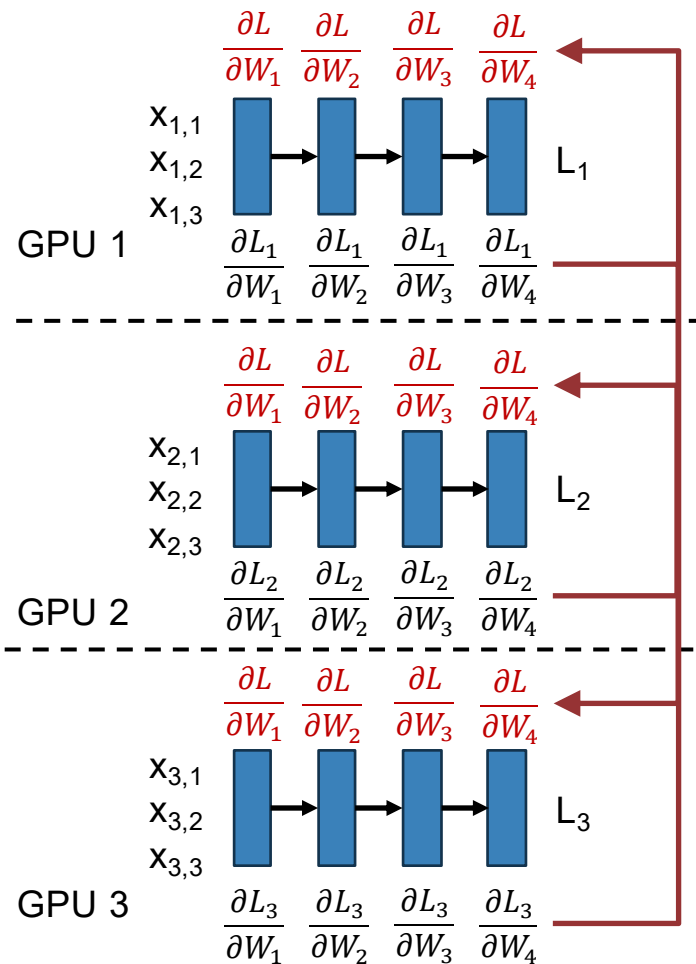 ∂L/∂W₁ ∂L/∂W₂ ∂L/∂W₃ ∂L/∂W₄
x₁,₁
x₁,₂
x₁,₃
L₁
GPU 1
∂L₁/∂W₁ ∂L₁/∂W₂ ∂L₁/∂W₃ ∂L₁/∂W₄
∂L/∂W₁ ∂L/∂W₂ ∂L/∂W₃ ∂L/∂W₄
x₂,₁
x₂,₂
x₂,₃
L₂
GPU 2
∂L₂/∂W₁ ∂L₂/∂W₂ ∂L₂/∂W₃ ∂L₂/∂W₄
∂L/∂W₁ ∂L/∂W₂ ∂L/∂W₃ ∂L/∂W₄
x₃,₁
x₃,₂
x₃,₃
L₃
GPU 3
∂L₃/∂W₁ ∂L₃/∂W₂ ∂L₃/∂W₃ ∂L₃/∂W₄